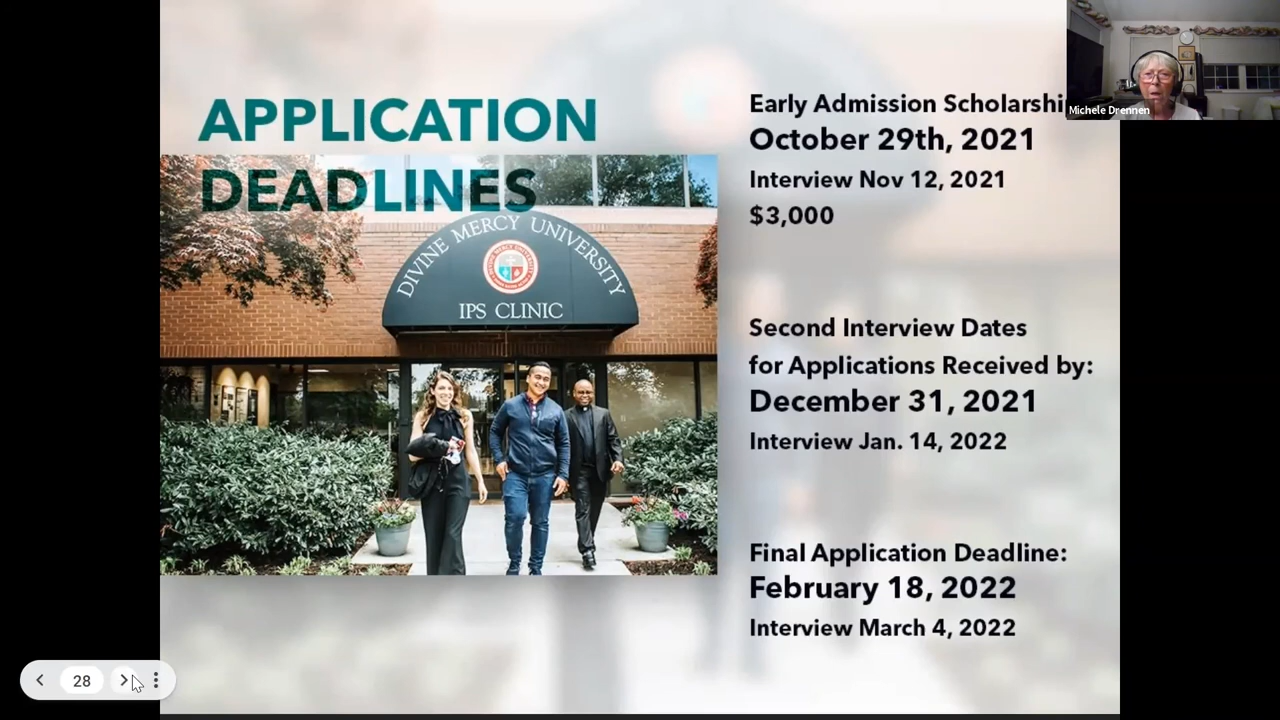 APPLICATION
DEADLINES
DIVINE MERCY UNIVERSITY
IPS CLINIC
Early Admission Scholarshi
October 29th, 2021
Interview Nov 12, 2021
$3,000
Second Interview Dates
for Applications Received by:
December 31, 2021
Interview Jan. 14, 2022
Final Application Deadline:
February 18, 2022
Interview March 4, 2022
Michele Drennen
28